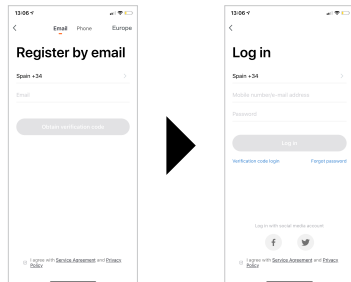 13:06
Email Phone Europe
Register by email
Spain +34
Email
Obtain verification code
I agree with Service Agreement and Privacy
Policy
13:06
Log in
Spain +34
Mobile number/e-mail address
Password
Log in
Verification code login Forgot password
Log in with social media account
I agree with Service Agreement and Privacy
Policy